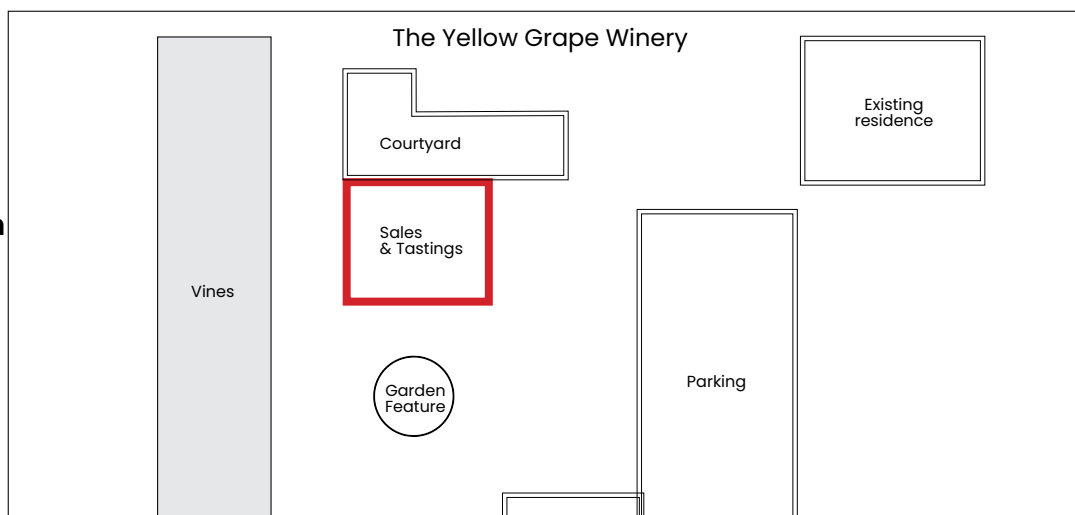 The Yellow Grape Winery
Existing
residence
Courtyard
Sales
& Tastings
Vines
Parking
Garden
Feature